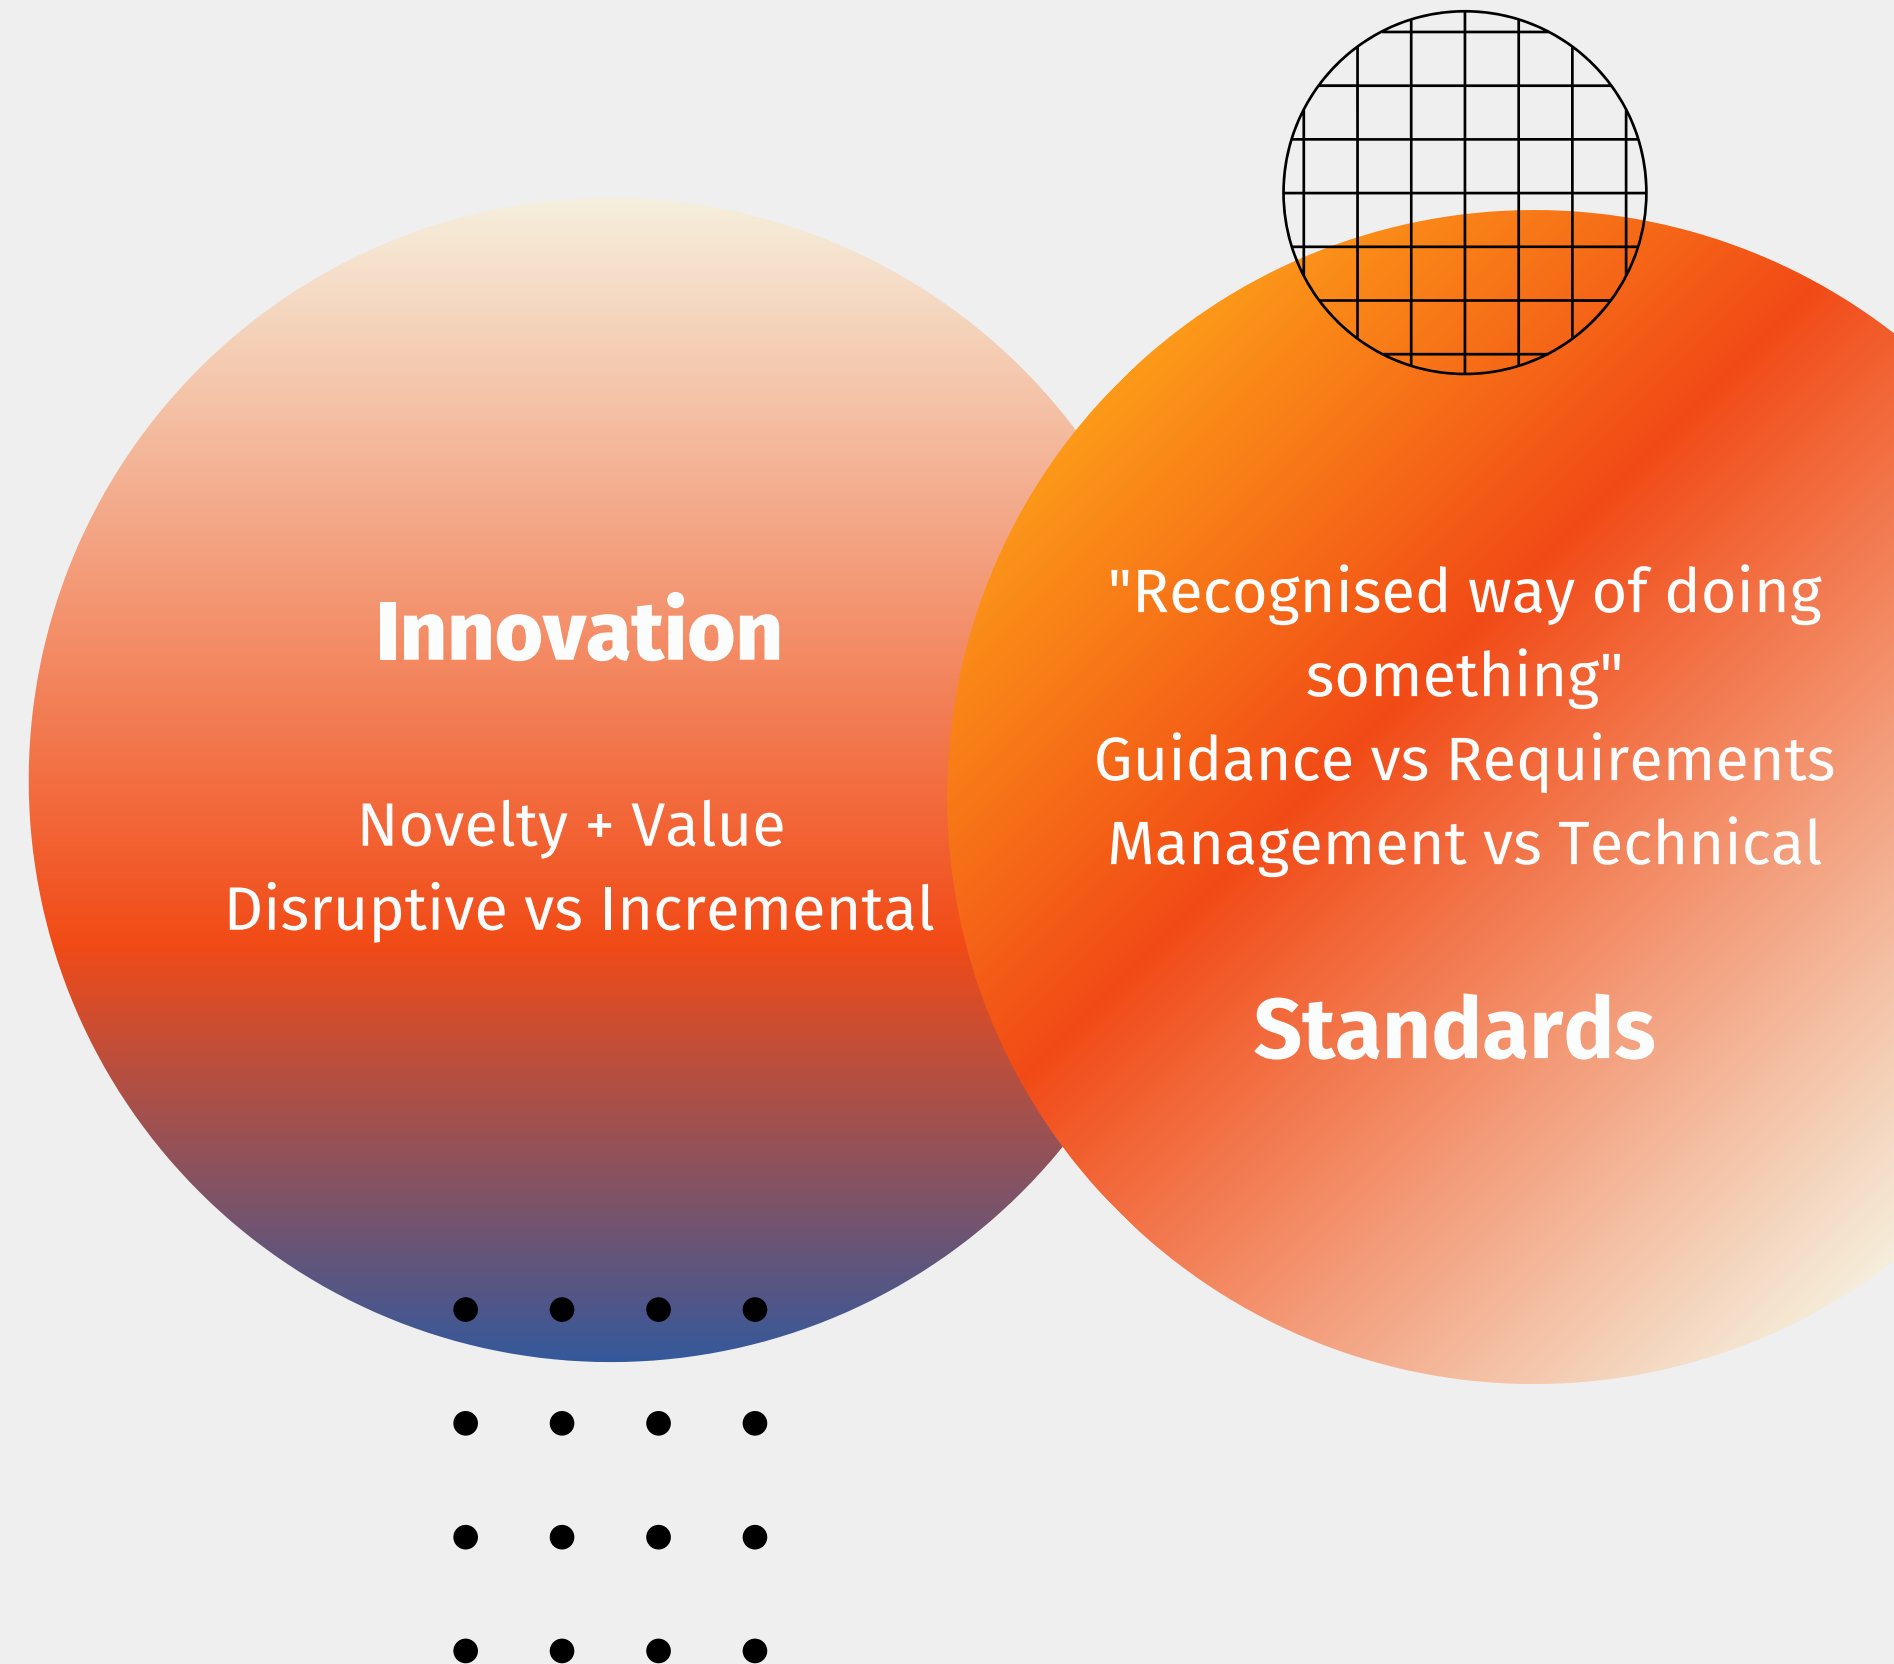 Innovation
Novelty + Value
Disruptive vs Incremental
"Recognised way of doing
something"
Guidance vs Requirements
Management vs Technical
Standards